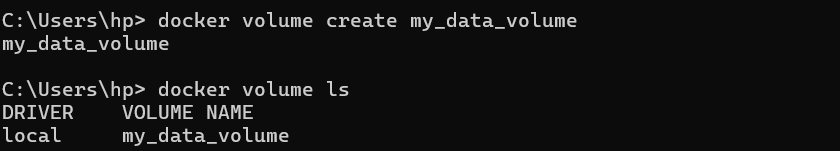 C:\Users\hp> docker volume create my_data_volume
my_data_volume
C:\Users\hp> docker volume ls
DRIVER    VOLUME NAME
local     my_data_volume